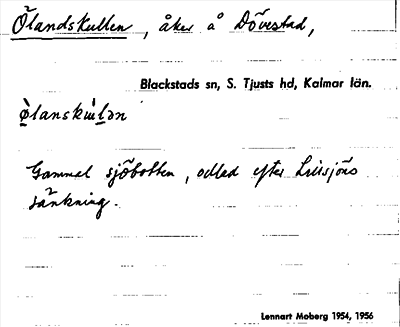 Ölandskullen, åker å Dövestad,
Blackstads sn, S. Tjusts hd, Kalmar län.
ø̀lanskùlən
Gammal sjöbotten, odlad efter Lillsjöns
sänkning.
Lennart Moberg 1954, 1956